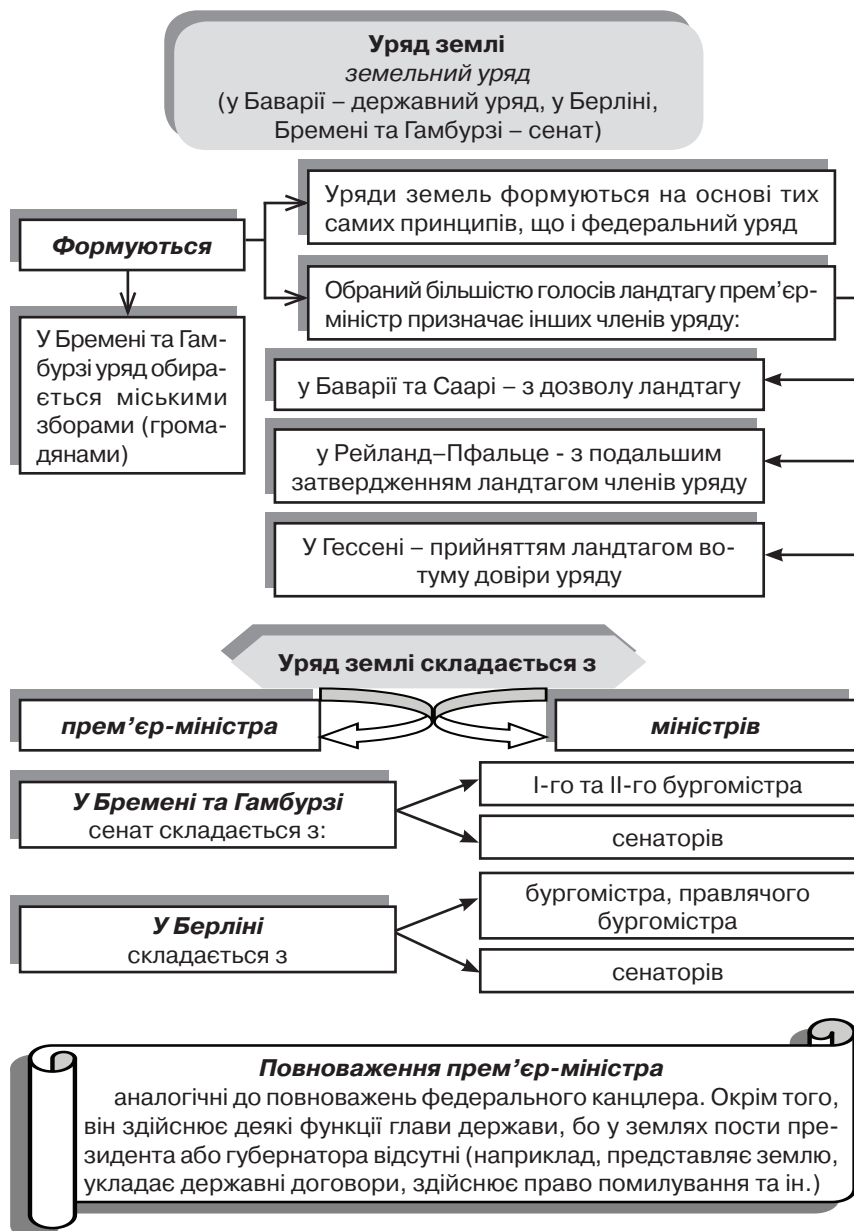 Уряд землі
земельний уряд
(у Баварії – державний уряд, у Берліні,
Бремені та Гамбурзі – сенат)
Формуються
Уряди земель формуються на основі тих
самих принципів, що і федеральний уряд
Обраний більшістю голосів ландтагу прем’єр-
міністр призначає інших членів уряду:
У Бремені та Гам-
бурзі уряд обира-
ється міськими
зборами (грома-
дянами)
у Баварії та Саарі – з дозволу ландтагу
у Рейланд–Пфальце - з подальшим
затвердженням ландтагом членів уряду
У Гессені – прийняттям ландтагом во-
туму довіри уряду
Уряд землі складається з
прем’єр-міністра
міністрів
У Бремені та Гамбурзі
сенат складається з:
І-го та ІІ-го бургомістра
сенаторів
У Берліні
складається з
бургомістра, правлячого
бургомістра
сенаторів
Повноваження прем’єр-міністра
аналогічні до повноважень федерального канцлера. Окрім того,
він здійснює деякі функції глави держави, бо у землях пости пре-
зидента або губернатора відсутні (наприклад, представляє землю,
укладає державні договори, здійснює право помилування та ін.)